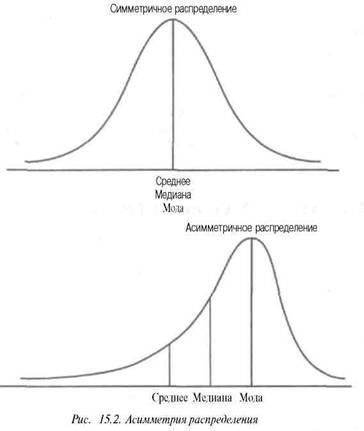 Симметричное распределение
Среднее
Медиана
Мода
Асимметричное распределение
Среднее Медиана Мода
Рис. 15.2. Асимметрия распределения